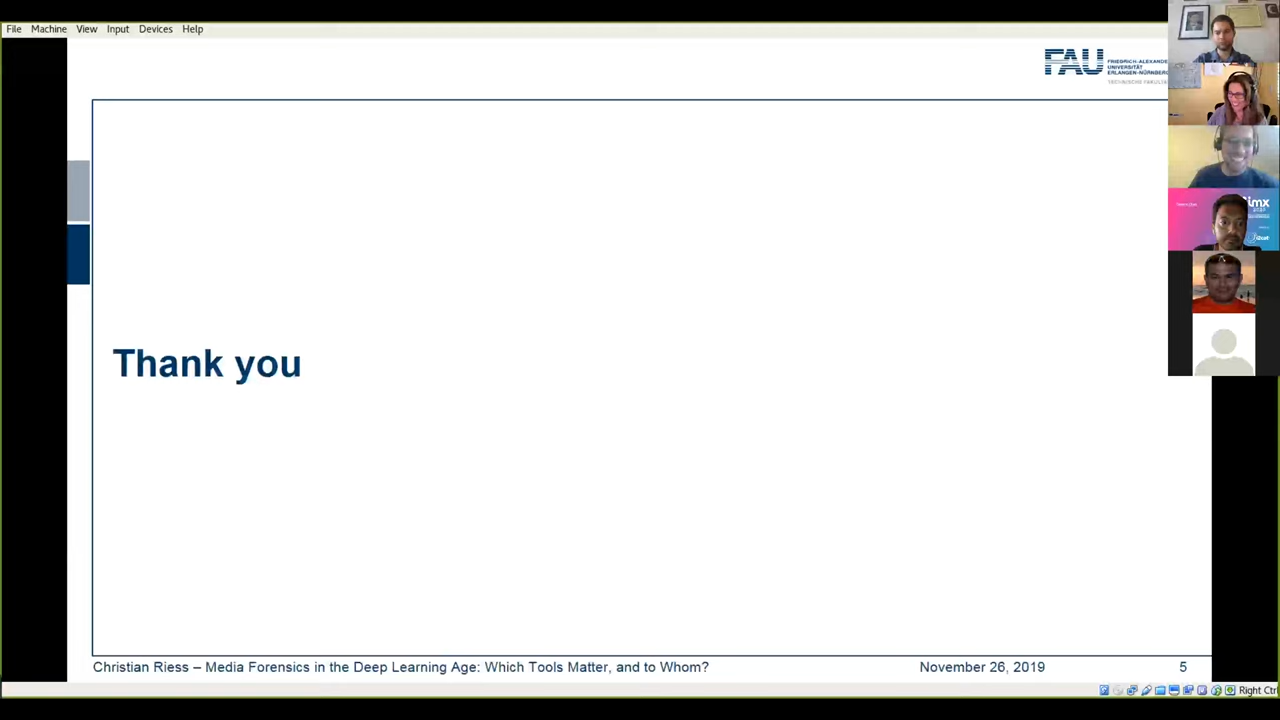 File Machine View Input Devices Help
FAU
FRIEDRICH-ALEXANDER
UNIVERSITÄT
ERLANGEN-NÜRNBERG
TECHNISCHE FAKULTÄT
Thank you
Christian Riess – Media Forensics in the Deep Learning Age: Which Tools Matter, and to Whom? November 26, 2019 5
Right Ctrl